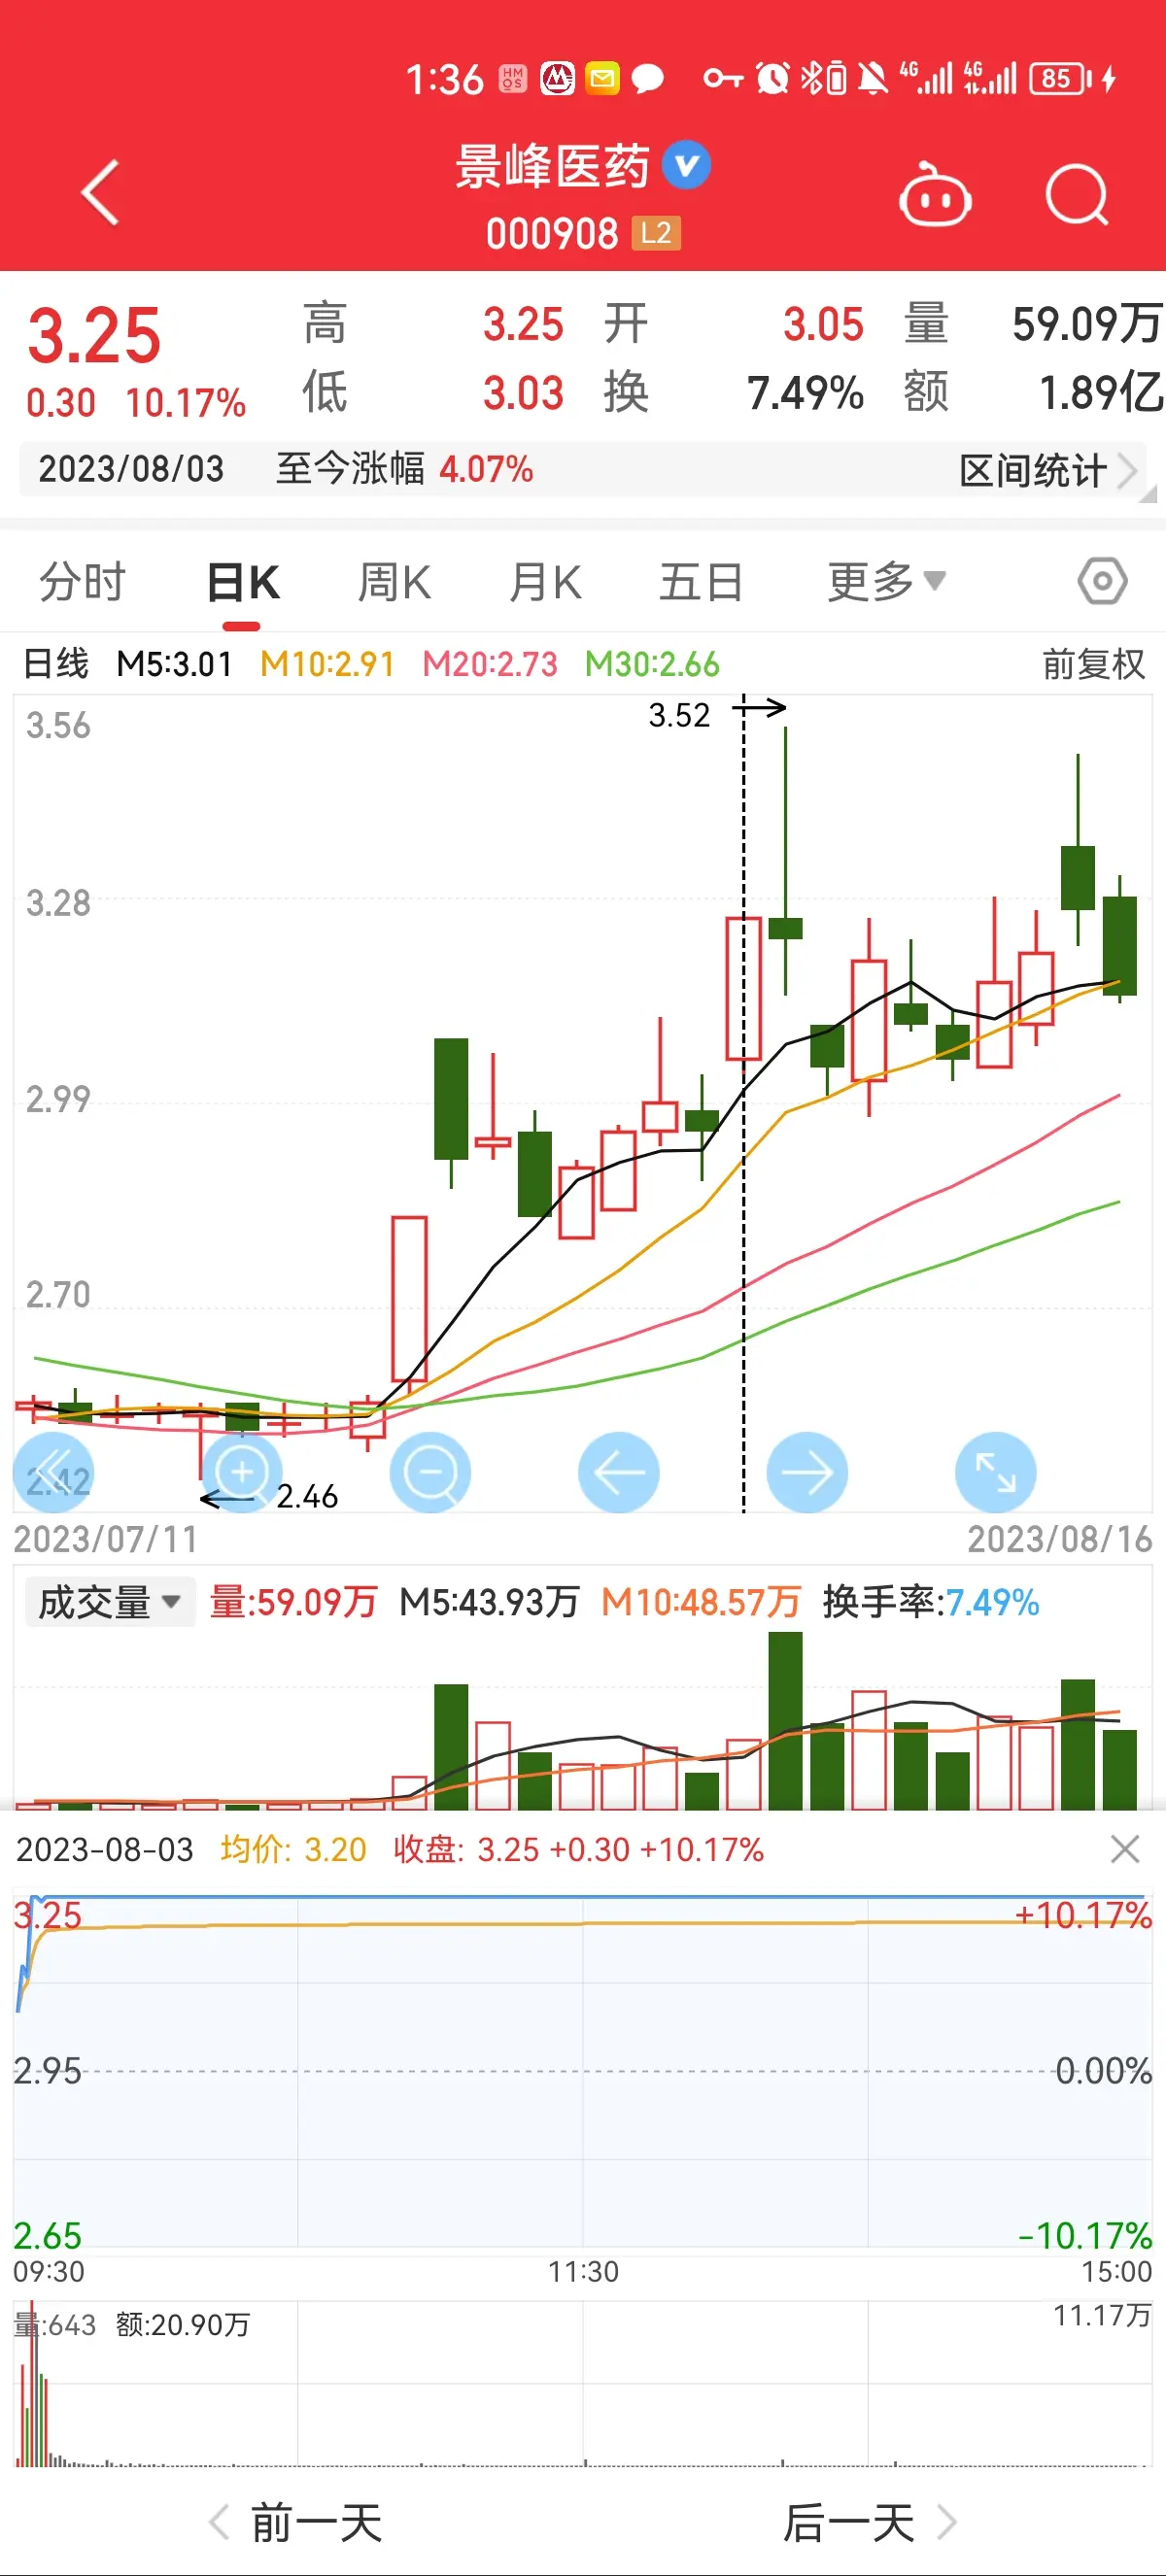 1:36 HM OS 4G 4G 85
景峰医药
000908 L2
3.25 高 3.25 开 3.05 量 59.09万
0.30 10.17% 低 3.03 换 7.49% 额 1.89亿
2023/08/03 至今涨幅 4.07% 区间统计
分时 日K 周K 月K 五日 更多
日线 M5:3.01 M10:2.91 M20:2.73 M30:2.66 前复权
3.56
3.52
3.28
2.99
2.70
2.42
2.46
2023/07/11 2023/08/16
成交量 量:59.09万 M5:43.93万 M10:48.57万 换手率:7.49%
2023-08-03 均价: 3.20 收盘: 3.25 +0.30 +10.17%
3.25 +10.17%
2.95 0.00%
2.65 -10.17%
09:30 11:30 15:00
量:643 额:20.90万 11.17万
前一天 后一天